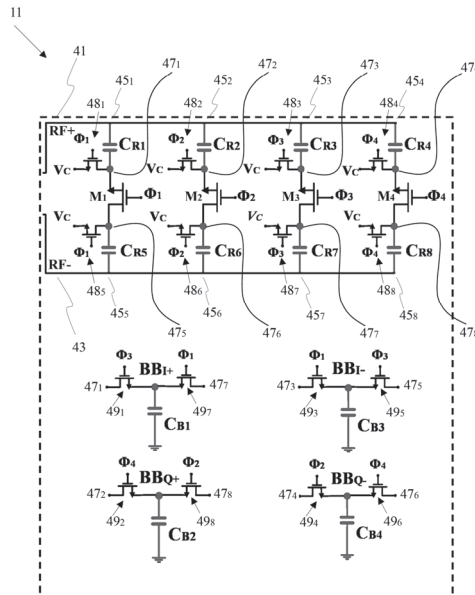 11
41 45₁ 47₁ 45₂ 47₂ 45₃ 47₃ 45₄ 47₄
RF+ 48₁ 48₂ 48₃ 48₄
Φ₁ CR1 Φ₂ CR2 Φ₃ CR3 Φ₄ CR4
VC VC VC VC
M₁ Φ₁ M₂ Φ₂ M₃ Φ₃ M₄ Φ₄
VC VC VC VC
Φ₁ CR5 Φ₂ CR6 Φ₃ CR7 Φ₄ CR8
RF- 48₅ 48₆ 48₇ 48₈
43 45₅ 47₅ 45₆ 47₆ 45₇ 47₇ 45₈
Φ₃ BBI+ Φ₁ Φ₁ BBI- Φ₃
47₁ 47₇ 47₃ 47₅
49₁ 49₇ 49₃ 49₅
CB1 CB3
Φ₄ BBQ+ Φ₂ Φ₂ BBQ- Φ₄
47₂ 47₈ 47₄ 47₆
49₂ 49₈ 49₄ 49₆
CB2 CB4